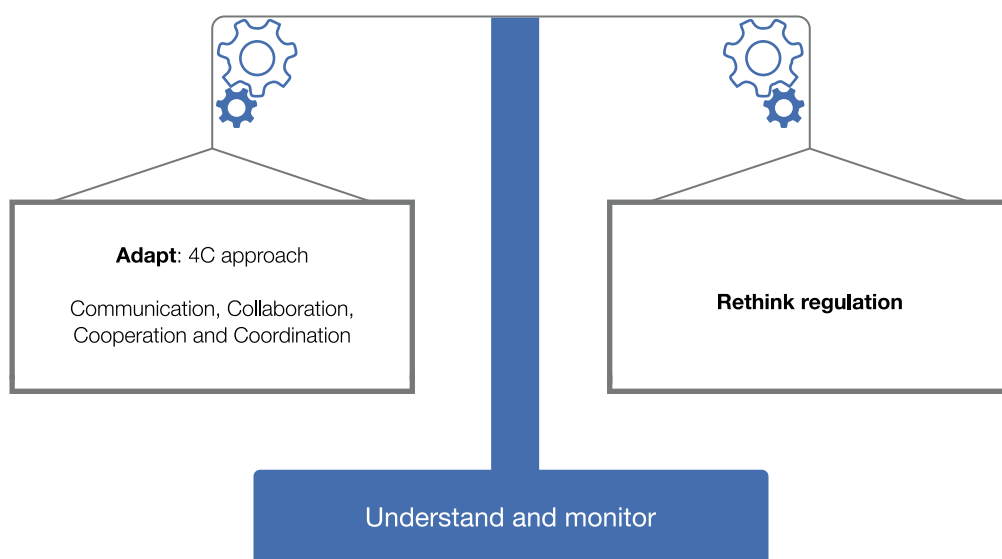 Adapt: 4C approach
Communication, Collaboration,
Cooperation and Coordination
Rethink regulation
Understand and monitor